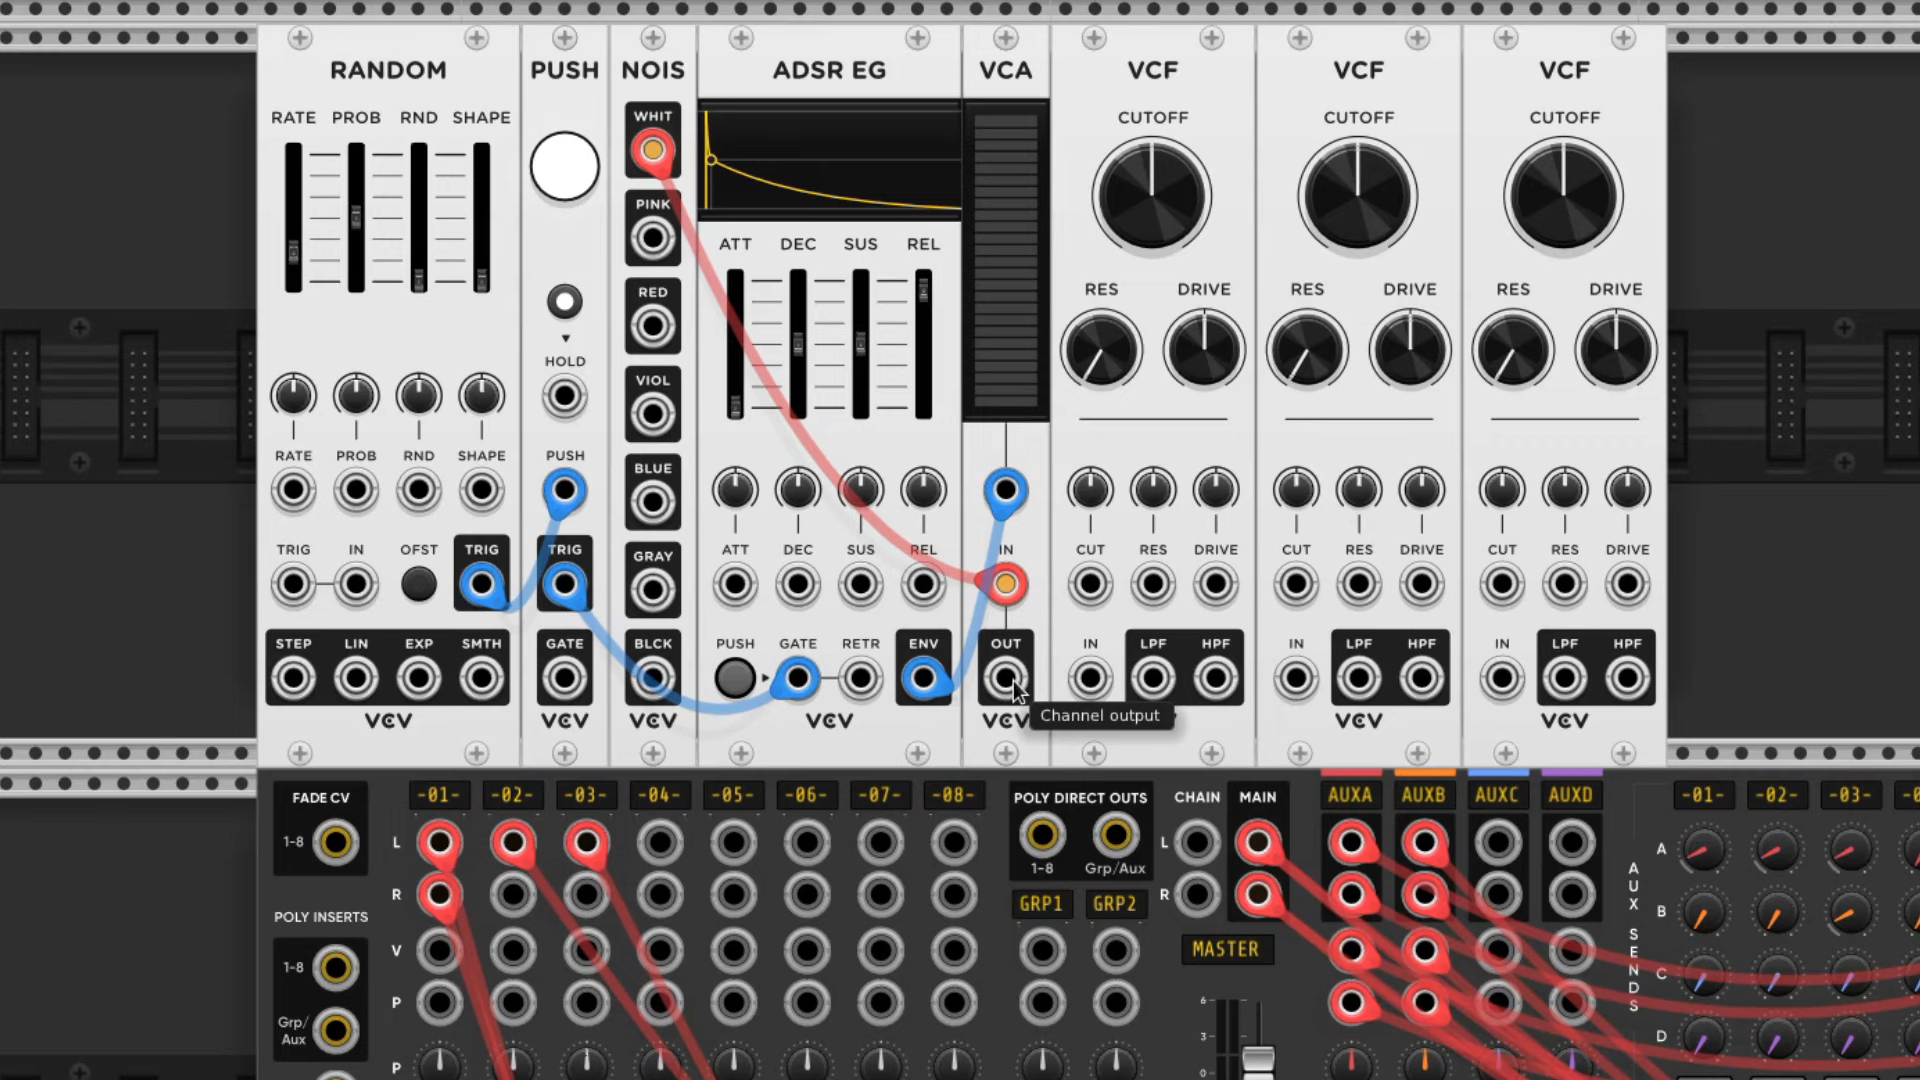 RANDOM PUSH NOIS ADSR EG VCA VCF VCF VCF
RATE PROB RND SHAPE WHIT CUTOFF CUTOFF CUTOFF
PINK
ATT DEC SUS REL
RED RES DRIVE RES DRIVE RES DRIVE
HOLD
VIOL
RATE PROB RND SHAPE PUSH BLUE
TRIG IN OFST TRIG TRIG GRAY ATT DEC SUS REL IN CUT RES DRIVE CUT RES DRIVE CUT RES DRIVE
STEP LIN EXP SMTH GATE BLCK PUSH GATE RETR ENV OUT IN LPF HPF IN LPF HPF IN LPF HPF
VCV VCV VCV VCV VCV VCV VCV
Channel output
FADE CV -01- -02- -03- -04- -05- -06- -07- -08- POLY DIRECT OUTS CHAIN MAIN AUXA AUXB AUXC AUXD -01- -02- -03-
1-8 L L A
1-8 Grp/Aux
R GRP1 GRP2 R
POLY INSERTS B
V MASTER
1-8 C
P 6
Grp/
Aux 3 D
P 0
AUX SENDS